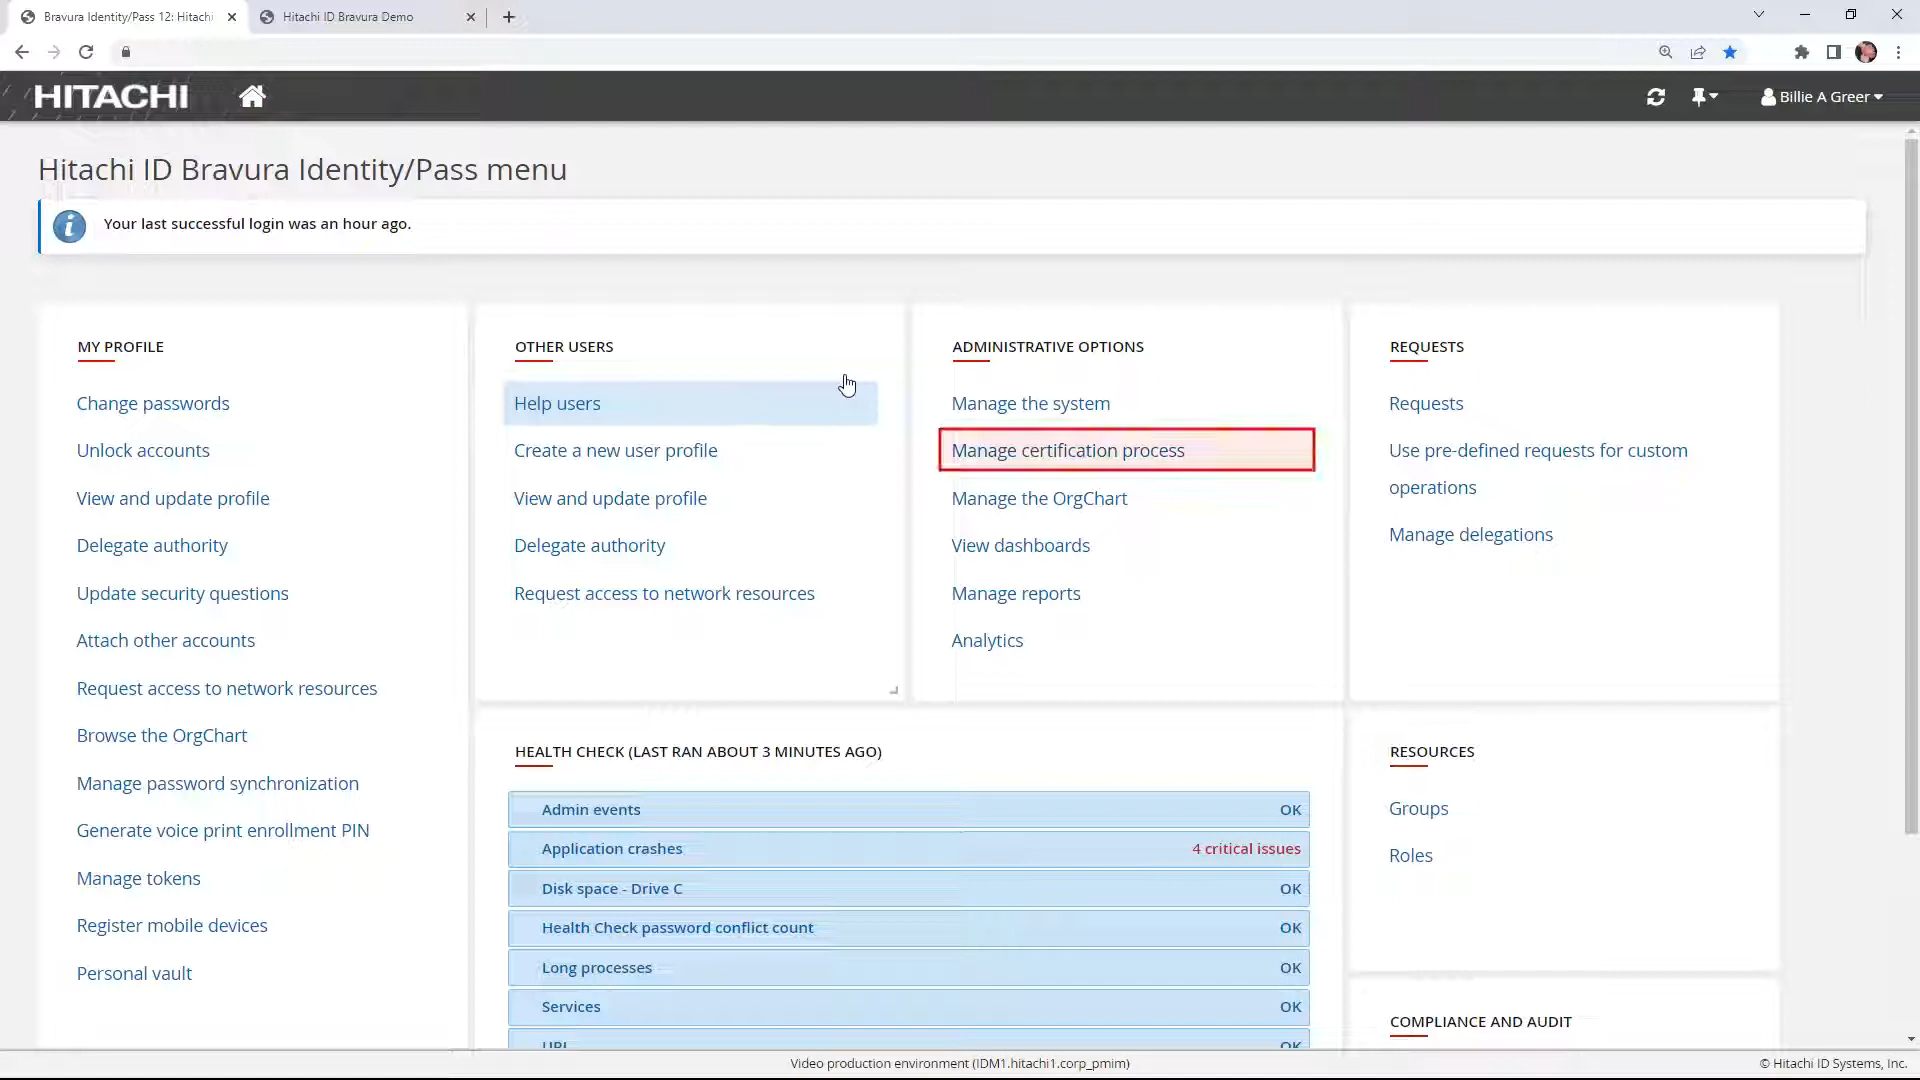 Bravura Identity/Pass 12: Hitachi
Hitachi ID Bravura Demo
HITACHI
Billie A Greer
Hitachi ID Bravura Identity/Pass menu
Your last successful login was an hour ago.
MY PROFILE
Change passwords
Unlock accounts
View and update profile
Delegate authority
Update security questions
Attach other accounts
Request access to network resources
Browse the OrgChart
Manage password synchronization
Generate voice print enrollment PIN
Manage tokens
Register mobile devices
Personal vault
OTHER USERS
Help users
Create a new user profile
View and update profile
Delegate authority
Request access to network resources
ADMINISTRATIVE OPTIONS
Manage the system
Manage certification process
Manage the OrgChart
View dashboards
Manage reports
Analytics
REQUESTS
Requests
Use pre-defined requests for custom
operations
Manage delegations
HEALTH CHECK (LAST RAN ABOUT 3 MINUTES AGO)
Admin events OK
Application crashes 4 critical issues
Disk space - Drive C OK
Health Check password conflict count OK
Long processes OK
Services OK
OK
RESOURCES
Groups
Roles
COMPLIANCE AND AUDIT
Video production environment (IDM1.hitachi1.corp_pmim)
© Hitachi ID Systems, Inc.